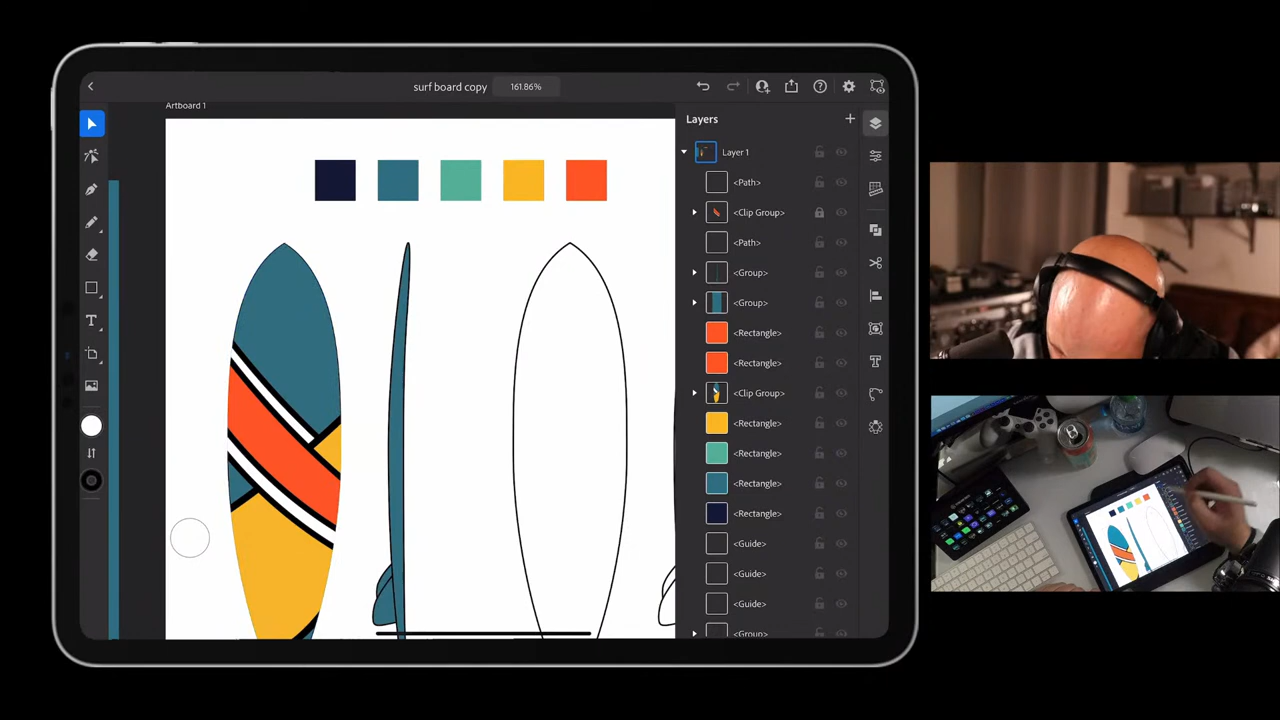 surf board copy
161.86%
Artboard 1
Layers
Layer 1
<Path>
<Clip Group>
<Path>
<Group>
<Group>
<Rectangle>
<Rectangle>
<Clip Group>
<Rectangle>
<Rectangle>
<Rectangle>
<Rectangle>
<Guide>
<Guide>
<Guide>
<Group>